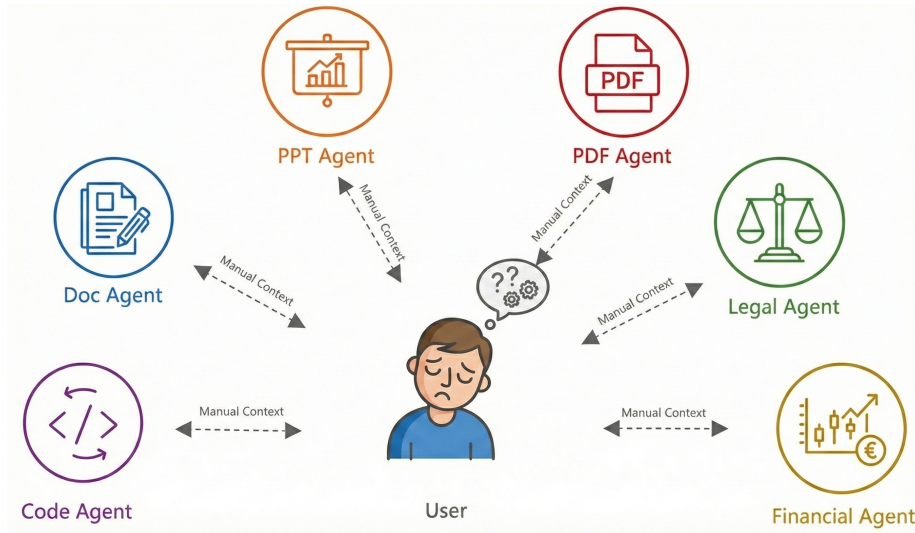 PDF
PPT Agent
PDF Agent
Manual Context
Manual Context
??
Doc Agent
Manual Context
Manual Context
Legal Agent
Manual Context
Manual Context
€
Code Agent
User
Financial Agent